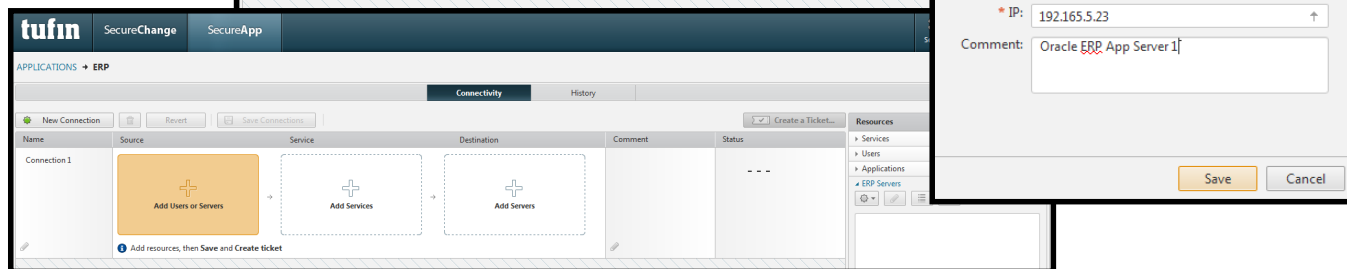 * IP: 192.165.5.23
Comment: Oracle ERP App Server 1
Save Cancel
tufin SecureChange SecureApp
APPLICATIONS → ERP
Connectivity History
New Connection Revert Save Connections Create a Ticket... Resources
Name Source Service Destination Comment Status
Services
Users
Applications
ERP Servers
Connection 1
Add Users or Servers → Add Services → Add Servers
- - -
Add resources, then Save and Create ticket